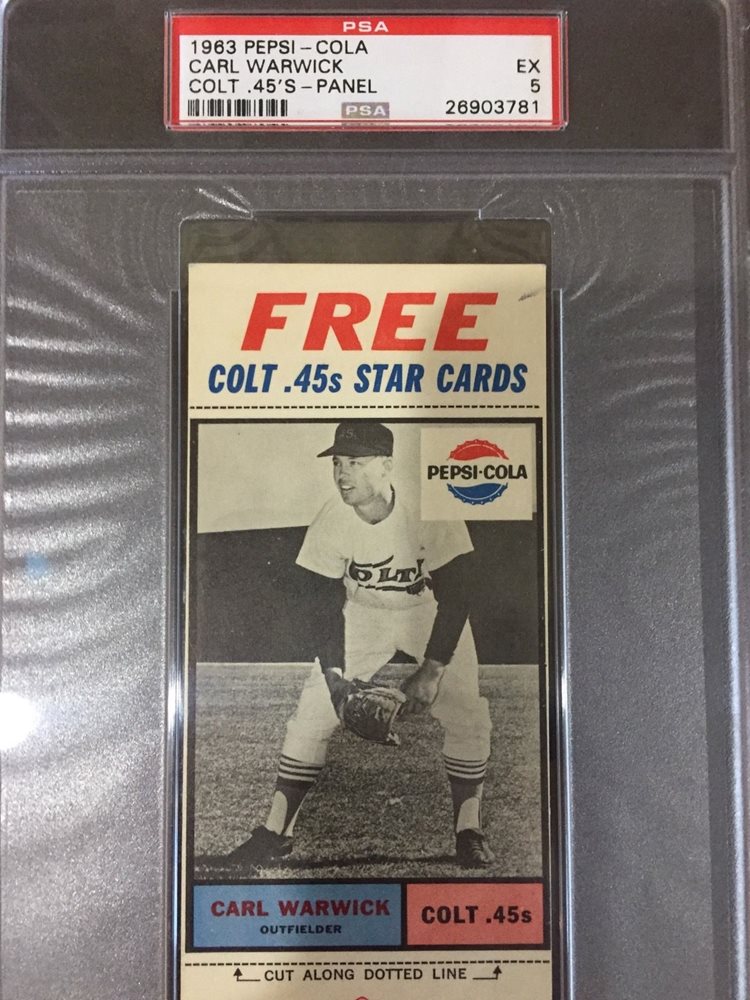 PSA
1963 PEPSI-COLA
CARL WARWICK EX
COLT .45'S-PANEL 5
PSA 26903781
FREE
COLT .45s STAR CARDS
PEPSI-COLA
CARL WARWICK
OUTFIELDER
COLT .45s
CUT ALONG DOTTED LINE